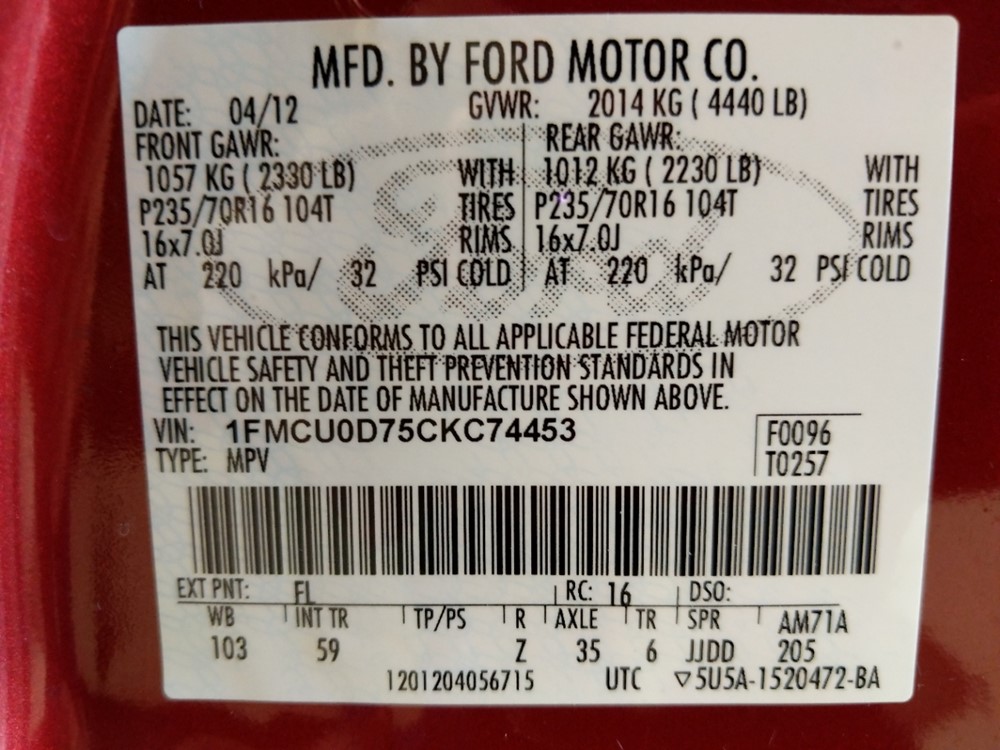 MFD. BY FORD MOTOR CO.
DATE: 04/12 GVWR: 2014 KG ( 4440 LB)
FRONT GAWR: REAR GAWR:
1057 KG ( 2330 LB) WITH 1012 KG ( 2230 LB) WITH
P235/70R16 104T TIRES P235/70R16 104T TIRES
16x7.0J RIMS 16x7.0J RIMS
AT 220 kPa/ 32 PSI COLD AT 220 kPa/ 32 PSI COLD
Ford
THIS VEHICLE CONFORMS TO ALL APPLICABLE FEDERAL MOTOR
VEHICLE SAFETY AND THEFT PREVENTION STANDARDS IN
EFFECT ON THE DATE OF MANUFACTURE SHOWN ABOVE.
VIN: 1FMCU0D75CKC74453 F0096
TYPE: MPV T0257
EXT PNT: FL RC: 16 DSO:
WB INT TR TP/PS R AXLE TR SPR AM71A
103 59 Z 35 6 JJDD 205
1201204056715 UTC ▽5U5A-1520472-BA